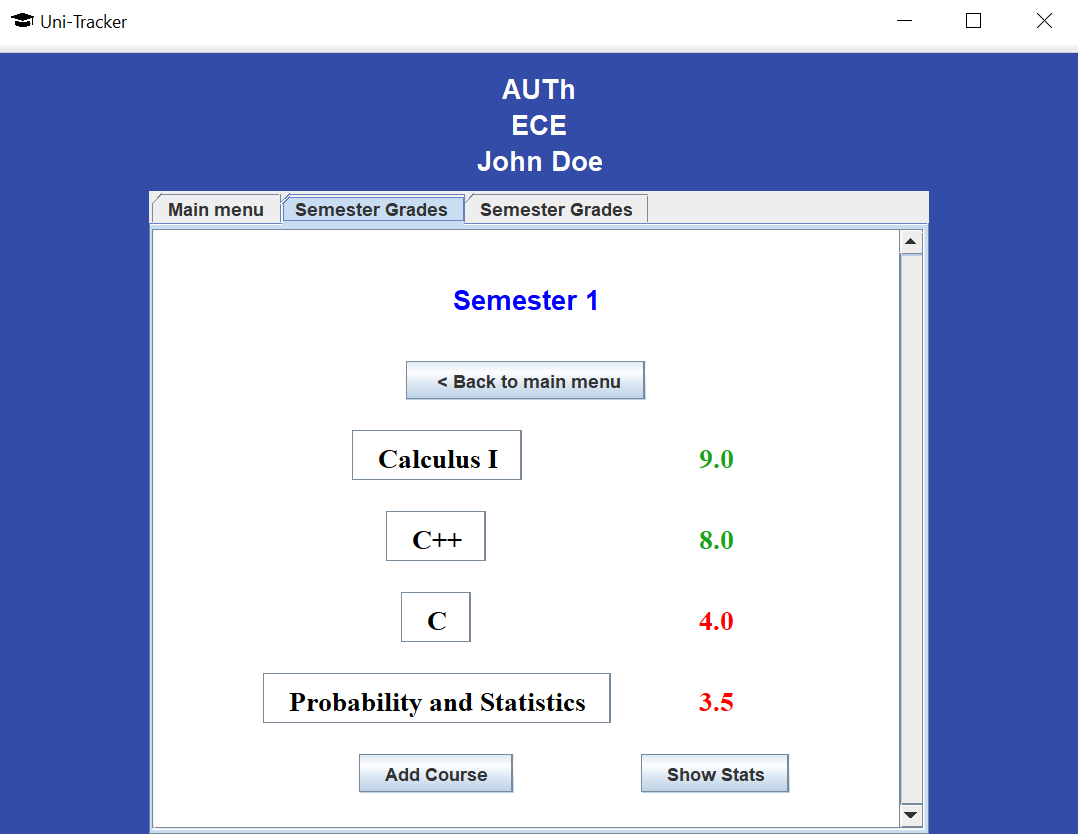 Uni-Tracker
AUTh
ECE
John Doe
Main menu Semester Grades Semester Grades
Semester 1
< Back to main menu
Calculus I 9.0
C++ 8.0
C 4.0
Probability and Statistics 3.5
Add Course Show Stats